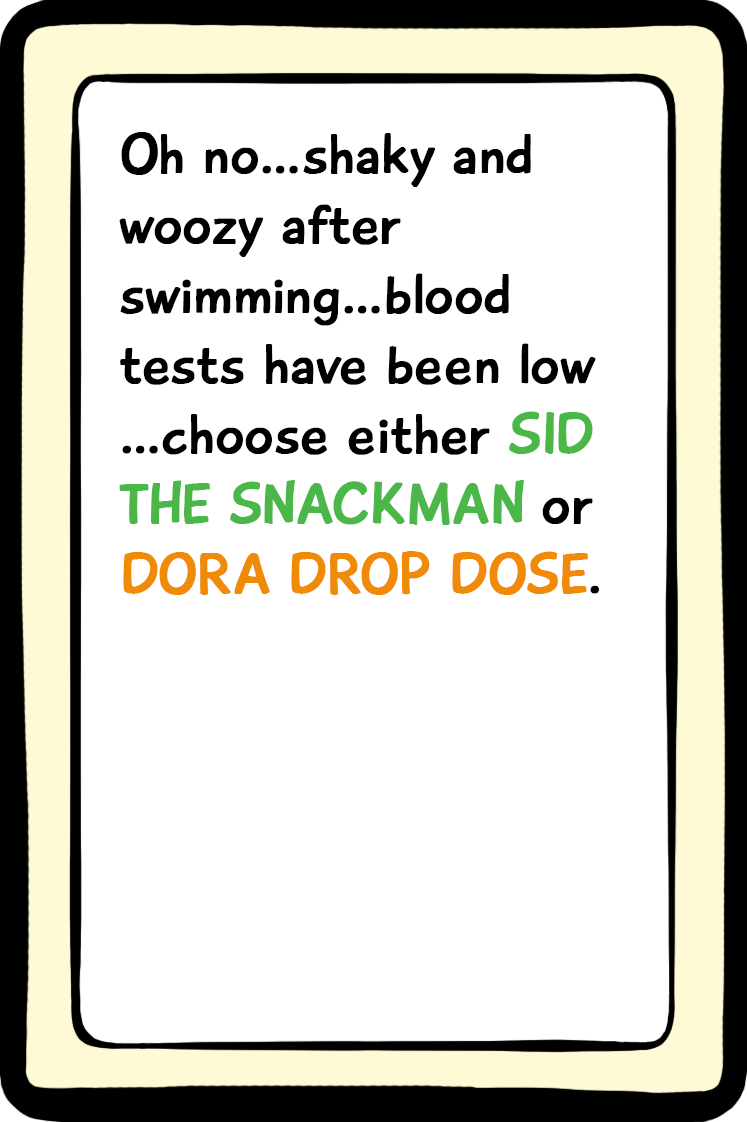 Oh no...shaky and
woozy after
swimming...blood
tests have been low
...choose either SID
THE SNACKMAN or
DORA DROP DOSE.